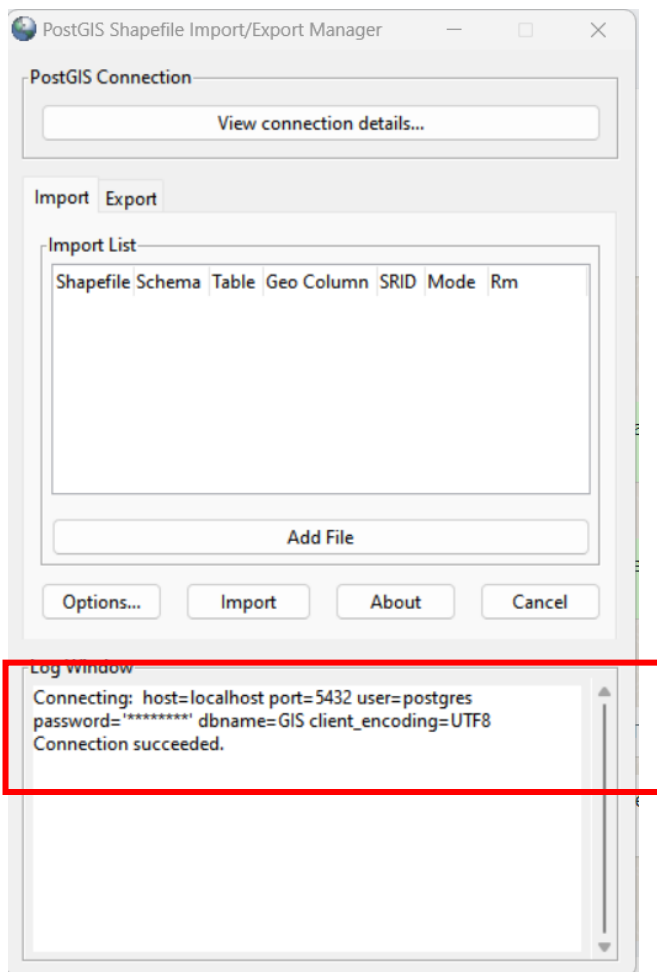 PostGIS Shapefile Import/Export Manager
PostGIS Connection
View connection details...
Import Export
Import List
Shapefile Schema Table Geo Column SRID Mode Rm
Add File
Options... Import About Cancel
Log Window
Connecting: host=localhost port=5432 user=postgres
password='********' dbname=GIS client_encoding=UTF8
Connection succeeded.